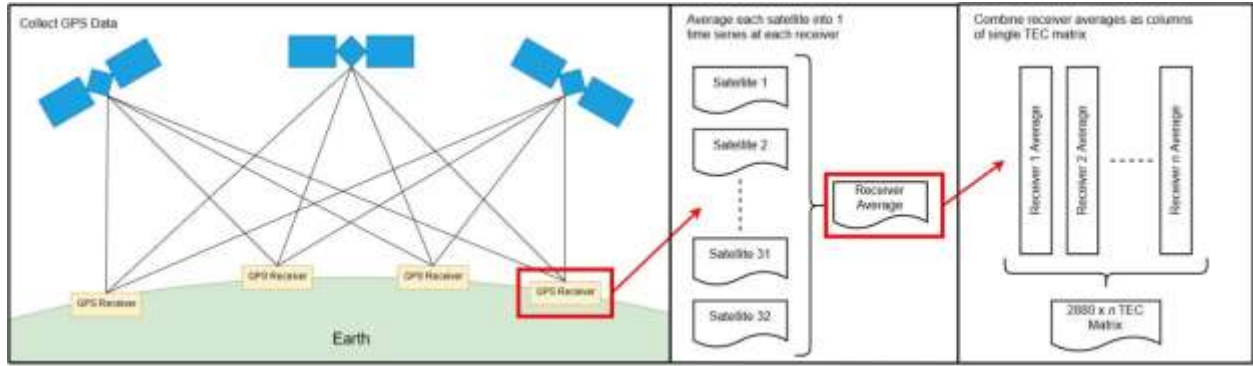 Collect GPS Data
GPS Receiver
GPS Receiver
GPS Receiver
GPS Receiver
Earth
Average each satellite into 1
time series at each receiver
Satellite 1
Satellite 2
Satellite 31
Satellite 32
Receiver
Average
Combine receiver averages as columns
of single TEC matrix
Receiver 1 Average
Receiver 2 Average
Receiver n Average
2880 x n TEC
Matrix